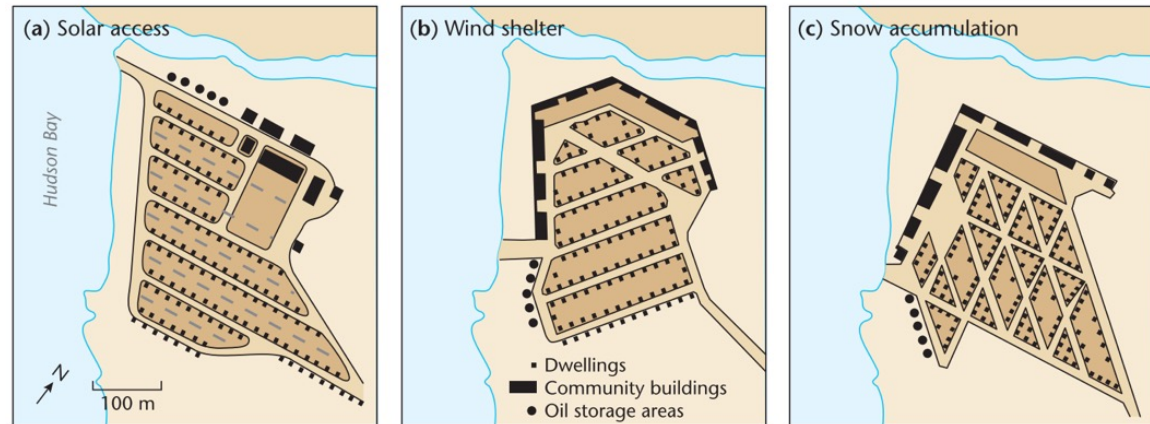 (a) Solar access
(b) Wind shelter
(c) Snow accumulation
Hudson Bay
N
100 m
Dwellings
Community buildings
Oil storage areas